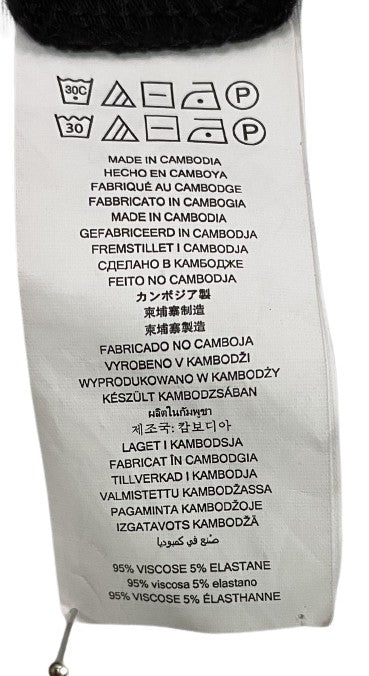 30C P
30 P
MADE IN CAMBODIA
HECHO EN CAMBOYA
FABRIQUÉ AU CAMBODGE
FABBRICATO IN CAMBOGIA
MADE IN CAMBODIA
GEFABRICEERD IN CAMBODJA
FREMSTILLET I CAMBODJA
СДЕЛАНО В КАМБОДЖЕ
FEITO NO CAMBODJA
カンボジア製
柬埔寨制造
柬埔寨製造
FABRICADO NO CAMBOJA
VYROBENO V KAMBODŽI
WYPRODUKOWANO W KAMBODŻY
KÉSZÜLT KAMBODZSÁBAN
ผลิตในกัมพูชา
제조국: 캄보디아
LAGET I KAMBODSJA
FABRICAT ÎN CAMBODGIA
TILLVERKAD I KAMBODJA
VALMISTETTU KAMBODŽASSA
PAGAMINTA KAMBODŽOJE
IZGATAVOTS KAMBODŽĀ
صُنع في كمبوديا
95% VISCOSE 5% ELASTANE
95% viscosa 5% elastano
95% VISCOSE 5% ÉLASTHANNE